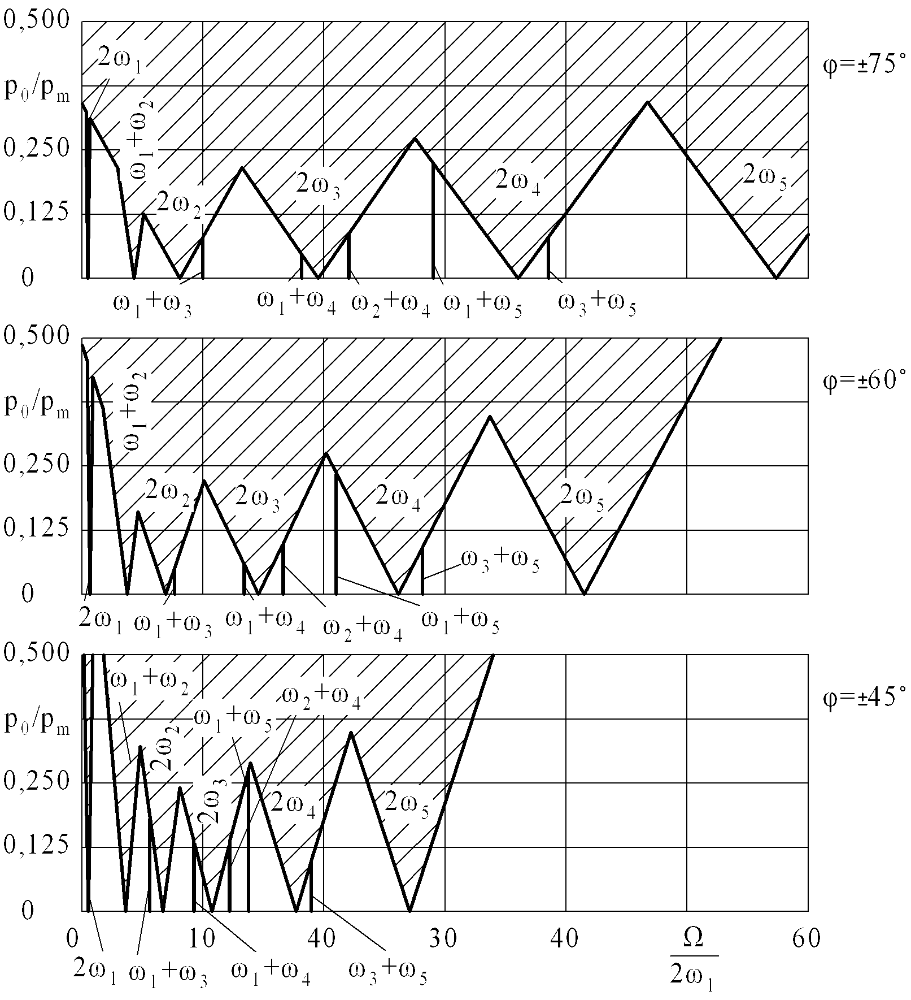 0,500
2ω₁
φ=±75°
p₀/pₘ
ω₁+ω₂
0,250
2ω₂ 2ω₃ 2ω₄ 2ω₅
0,125
0
ω₁+ω₃ ω₁+ω₄ ω₂+ω₄ ω₁+ω₅ ω₃+ω₅
0,500
φ=±60°
p₀/pₘ
ω₁+ω₂
0,250
2ω₂ 2ω₃ 2ω₄ 2ω₅
0,125
ω₃+ω₅
0
2ω₁ ω₁+ω₃ ω₁+ω₄ ω₂+ω₄ ω₁+ω₅
0,500
ω₁+ω₂
ω₂+ω₄
φ=±45°
p₀/pₘ
ω₁+ω₅
2ω₂
0,250
2ω₃ 2ω₄ 2ω₅
0,125
0
0 10 40 30 40 Ω/2ω₁ 60
2ω₁ ω₁+ω₃ ω₁+ω₄ ω₃+ω₅